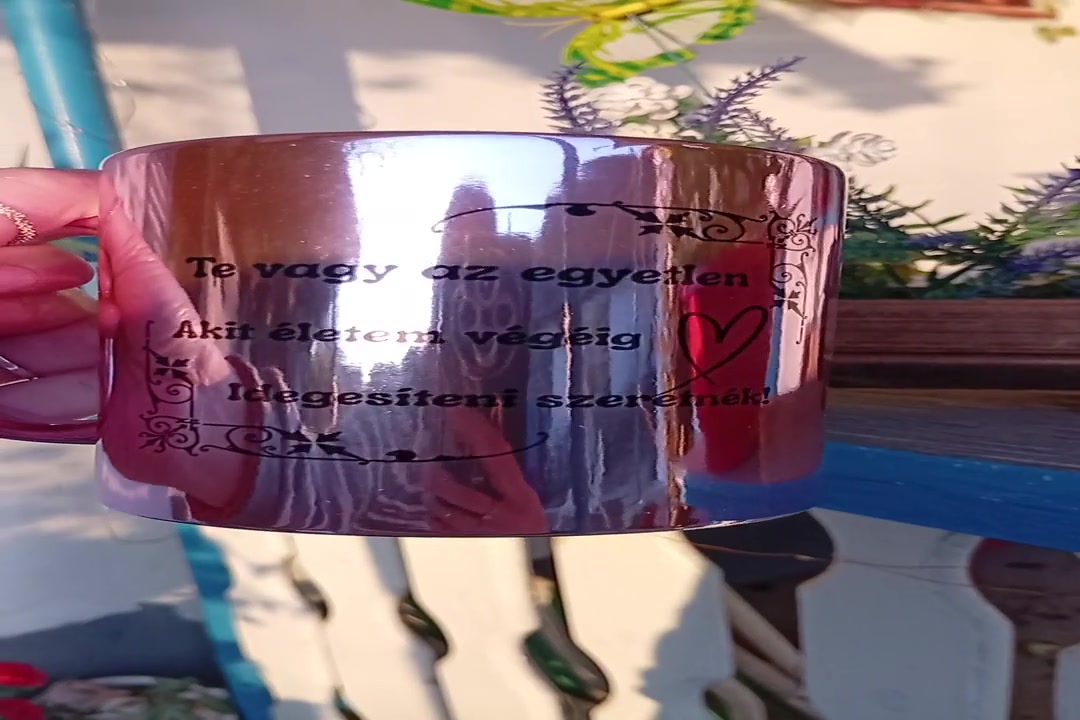 Te vagy az egyetlen
Akit életem végéig
Idegesíteni szeretnék!